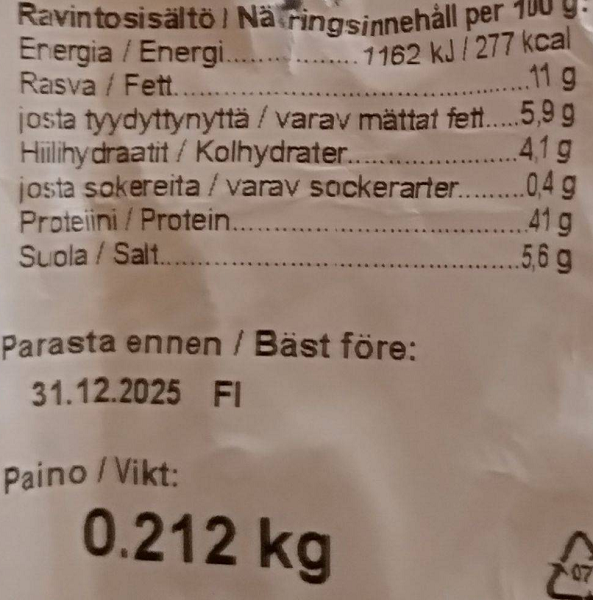 Ravintosisältö / Näringsinnehåll per 100 g:
Energia / Energi..................1162 kJ / 277 kcal
Rasva / Fett..................................................11 g
josta tyydyttynyttä / varav mättat fett.....5,9 g
Hiilihydraatit / Kolhydrater..........................4,1 g
josta sokereita / varav sockerarter..........0,4 g
Proteiini / Protein..........................................41 g
Suola / Salt...................................................5,6 g
Parasta ennen / Bäst före:
31.12.2025 FI
Paino / Vikt:
0.212 kg
07